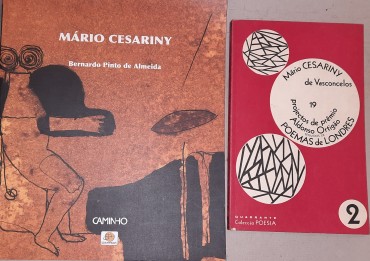 MÁRIO CESARINY
Bernardo Pinto de Almeida
CAMINHO
Mário CESARINY
de Vasconcelos
19
projectos de prémio
Aldonso Ortigão
POEMAS de LONDRES
2
QUADRANTE
Colecção POESIA